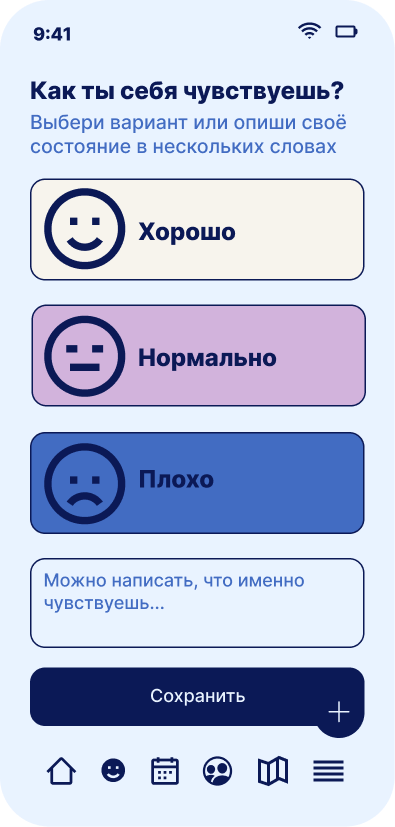 9:41
Как ты себя чувствуешь?
Выбери вариант или опиши своё
состояние в нескольких словах
Хорошо
Нормально
Плохо
Можно написать, что именно
чувствуешь...
Сохранить